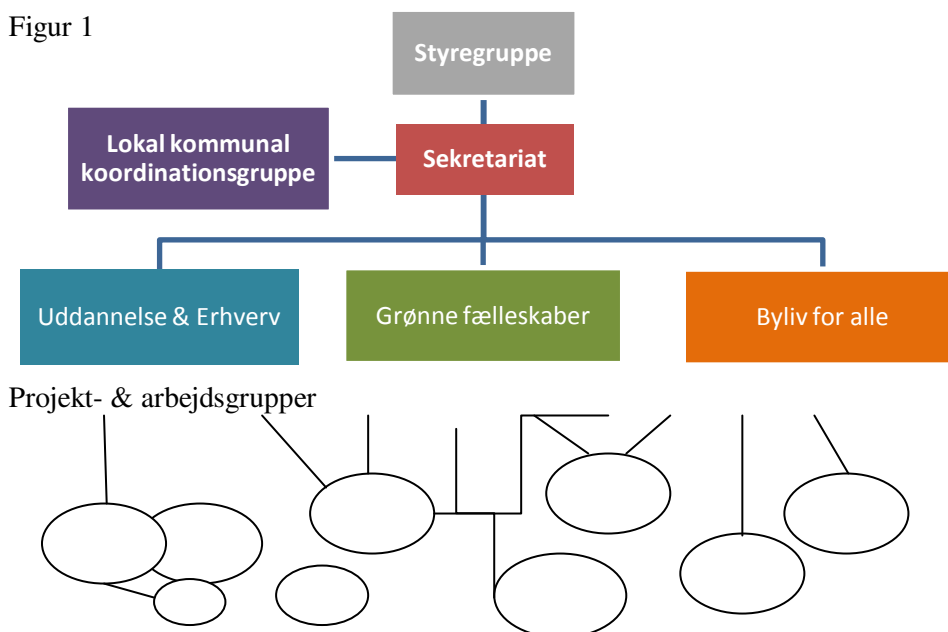 Figur 1
Styregruppe
Lokal kommunal
koordinationsgruppe
Sekretariat
Uddannelse & Erhverv
Grønne fælleskaber
Byliv for alle
Projekt- & arbejdsgrupper